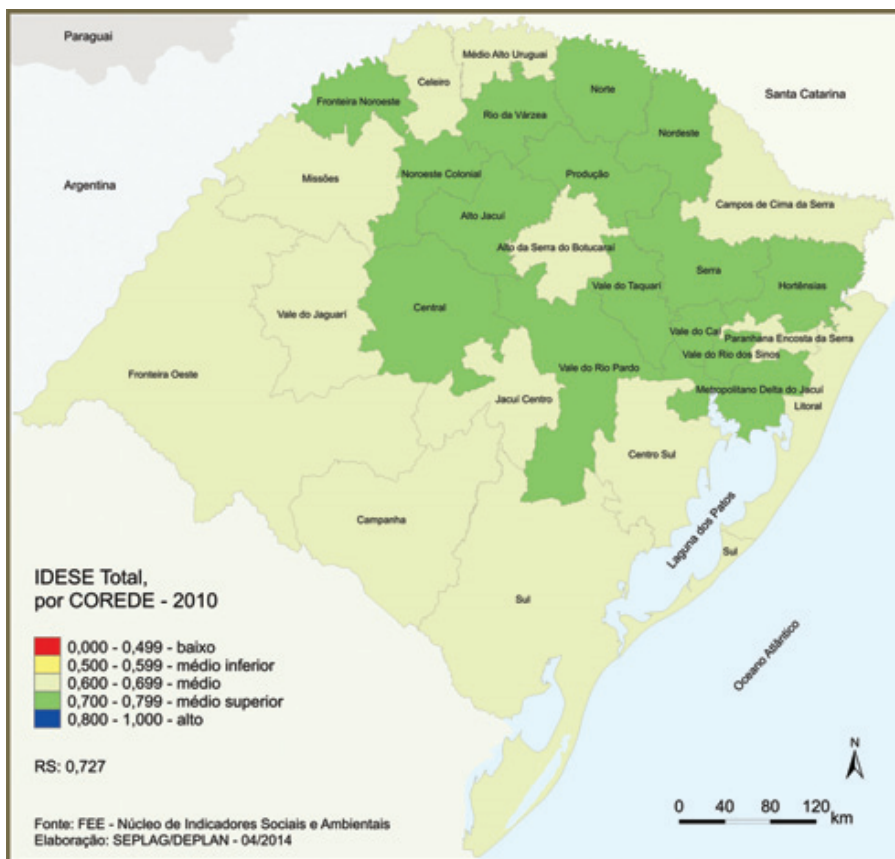 Paraguai
Médio Alto Uruguai
Celeiro
Norte
Santa Catarina
Fronteira Noroeste
Rio da Várzea
Nordeste
Argentina
Missões
Noroeste Colonial
Produção
Campos de Cima da Serra
Alto Jacuí
Alto da Serra do Botucaraí
Serra
Hortênsias
Vale do Taquarí
Central
Vale do Jaguarí
Vale do Caí
Paranhana Encosta da Serra
Vale do Rio dos Sinos
Fronteira Oeste
Vale do Rio Pardo
Metropolitano Delta do Jacuí
Jacuí Centro
Litoral
Centro Sul
Campanha
Laguna dos Patos
Sul
Sul
Oceano Atlântico
IDESE Total,
por COREDE - 2010
0,000 - 0,499 - baixo
0,500 - 0,599 - médio inferior
0,600 - 0,699 - médio
0,700 - 0,799 - médio superior
0,800 - 1,000 - alto
RS: 0,727
N
0 40 80 120
km
Fonte: FEE - Núcleo de Indicadores Sociais e Ambientais
Elaboração: SEPLAG/DEPLAN - 04/2014